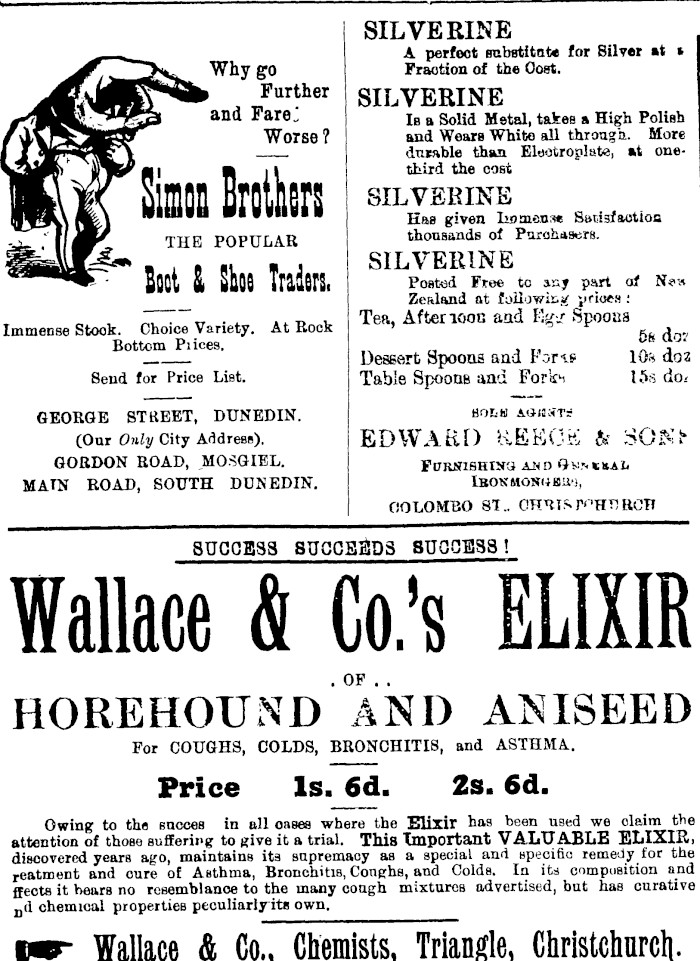 Why go
Further
and Fare
Worse?
Simon Brothers
THE POPULAR
Boot & Shoe Traders.
Immense Stock. Choice Variety. At Rock
Bottom Prices.
Send for Price List.
GEORGE STREET, DUNEDIN.
(Our Only City Address).
GORDON ROAD, MOSGIEL.
MAIN ROAD, SOUTH DUNEDIN.
SILVERINE
A perfect substitute for Silver at a
Fraction of the Cost.
SILVERINE
Is a Solid Metal, takes a High Polish
and Wears White all through. More
durable than Electroplate, at one-
third the cost
SILVERINE
Has given Immense Satisfaction
thousands of Purchasers.
SILVERINE
Posted Free to any part of New
Zealand at following prices:
Tea, Afternoon and Egg Spoons
5s doz
Dessert Spoons and Forks 10s doz
Table Spoons and Forks 15s doz
SOLE AGENTS
EDWARD REECE & SONS
FURNISHING AND GENERAL
IRONMONGERS,
COLOMBO ST., CHRISTCHURCH
SUCCESS SUCCEEDS SUCCESS!
Wallace & Co.'s ELIXIR
. OF . .
HOREHOUND AND ANISEED
For COUGHS, COLDS, BRONCHITIS, and ASTHMA.
Price 1s. 6d. 2s. 6d.
Owing to the succes in all cases where the Elixir has been used we claim the
attention of those suffering to give it a trial. This Important VALUABLE ELIXIR,
discovered years ago, maintains its supremacy as a special and specific remedy for the
reatment and cure of Asthma, Bronchitis, Coughs, and Colds. In its composition and
ffects it bears no resemblance to the many cough mixtures advertised, but has curative
nd chemical properties peculiarly its own.
Wallace & Co., Chemists, Triangle, Christchurch.